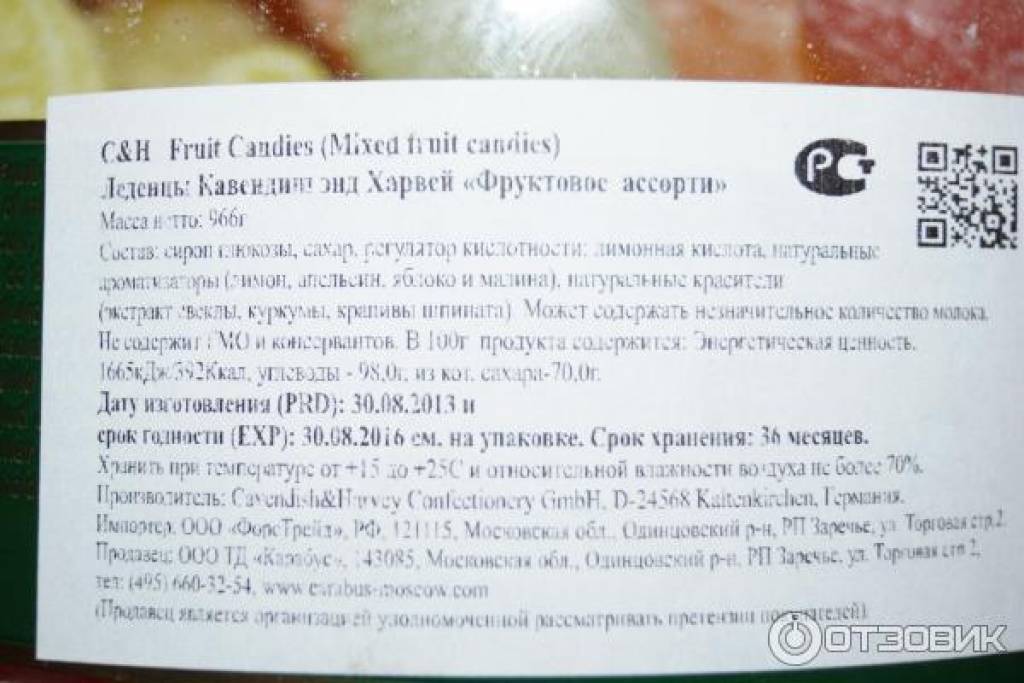 C&H Fruit Candies (Mixed fruit candies)
Леденцы Кавендиш энд Харвей «Фруктовое ассорти»
Масса нетто: 966г
Состав: сироп глюкозы, сахар, регулятор кислотности: лимонная кислота, натуральные
ароматизаторы (лимон, апельсин, яблоко и малина), натуральные красители
(экстракт свеклы, куркумы, крапивы шпината). Может содержать незначительное количество молока.
Не содержит ГМО и консервантов. В 100г продукта содержится: Энергетическая ценность:
1665кДж/392Ккал, углеводы - 98,0г, из кот. сахара-70,0г.
Дату изготовления (PRD): 30.08.2013 и
срок годности (EXP): 30.08.2016 см. на упаковке. Срок хранения: 36 месяцев.
Хранить при температуре от +15 до +25С и относительной влажности воздуха не более 70%.
Производитель: Cavendish&Harvey Confectionery GmbH, D-24568 Kaltenkirchen, Германия.
Импортер: ООО «ФорсТрейд», РФ, 121115, Московская обл., Одинцовский р-н, РП Заречье, ул. Торговая стр.2.
Продавец: ООО ТД «Карабус», 143085, Московская обл., Одинцовский р-н, РП Заречье, ул. Торговая стр 2,
тел: (495) 660-32-54, www.carabus-moscow.com
(Продавец является организацией уполномоченной рассматривать претензии покупателей)
РСТ
ОТЗОВИК